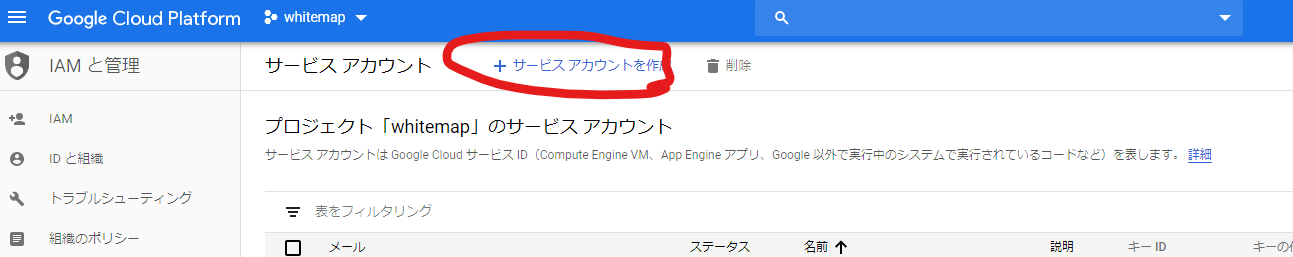 Google Cloud Platform whitemap
IAM と管理
サービス アカウント + サービス アカウントを作成 削除
IAM
ID と組織
トラブルシューティング
組織のポリシー
プロジェクト「whitemap」のサービス アカウント
サービス アカウントは Google Cloud サービス ID（Compute Engine VM、App Engine アプリ、Google 以外で実行中のシステムで実行されているコードなど）を表します。 詳細
表をフィルタリング
メール ステータス 名前 説明 キー ID キーの